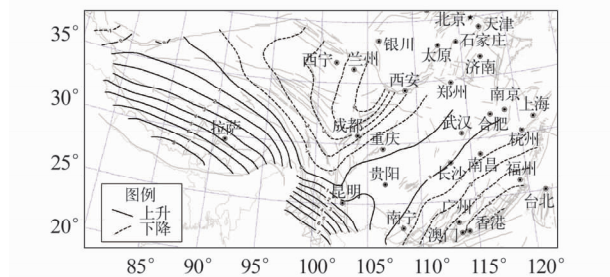 35°
30°
25°
20°
北京
天津
石家庄
太原
济南
银川
西宁
兰州
西安
郑州
南京
上海
合肥
武汉
杭州
成都
重庆
拉萨
贵阳
长沙
南昌
福州
昆明
南宁
广州
香港
澳门
台北
图例
上升
下降
85°
90°
95°
100°
105°
110°
115°
120°